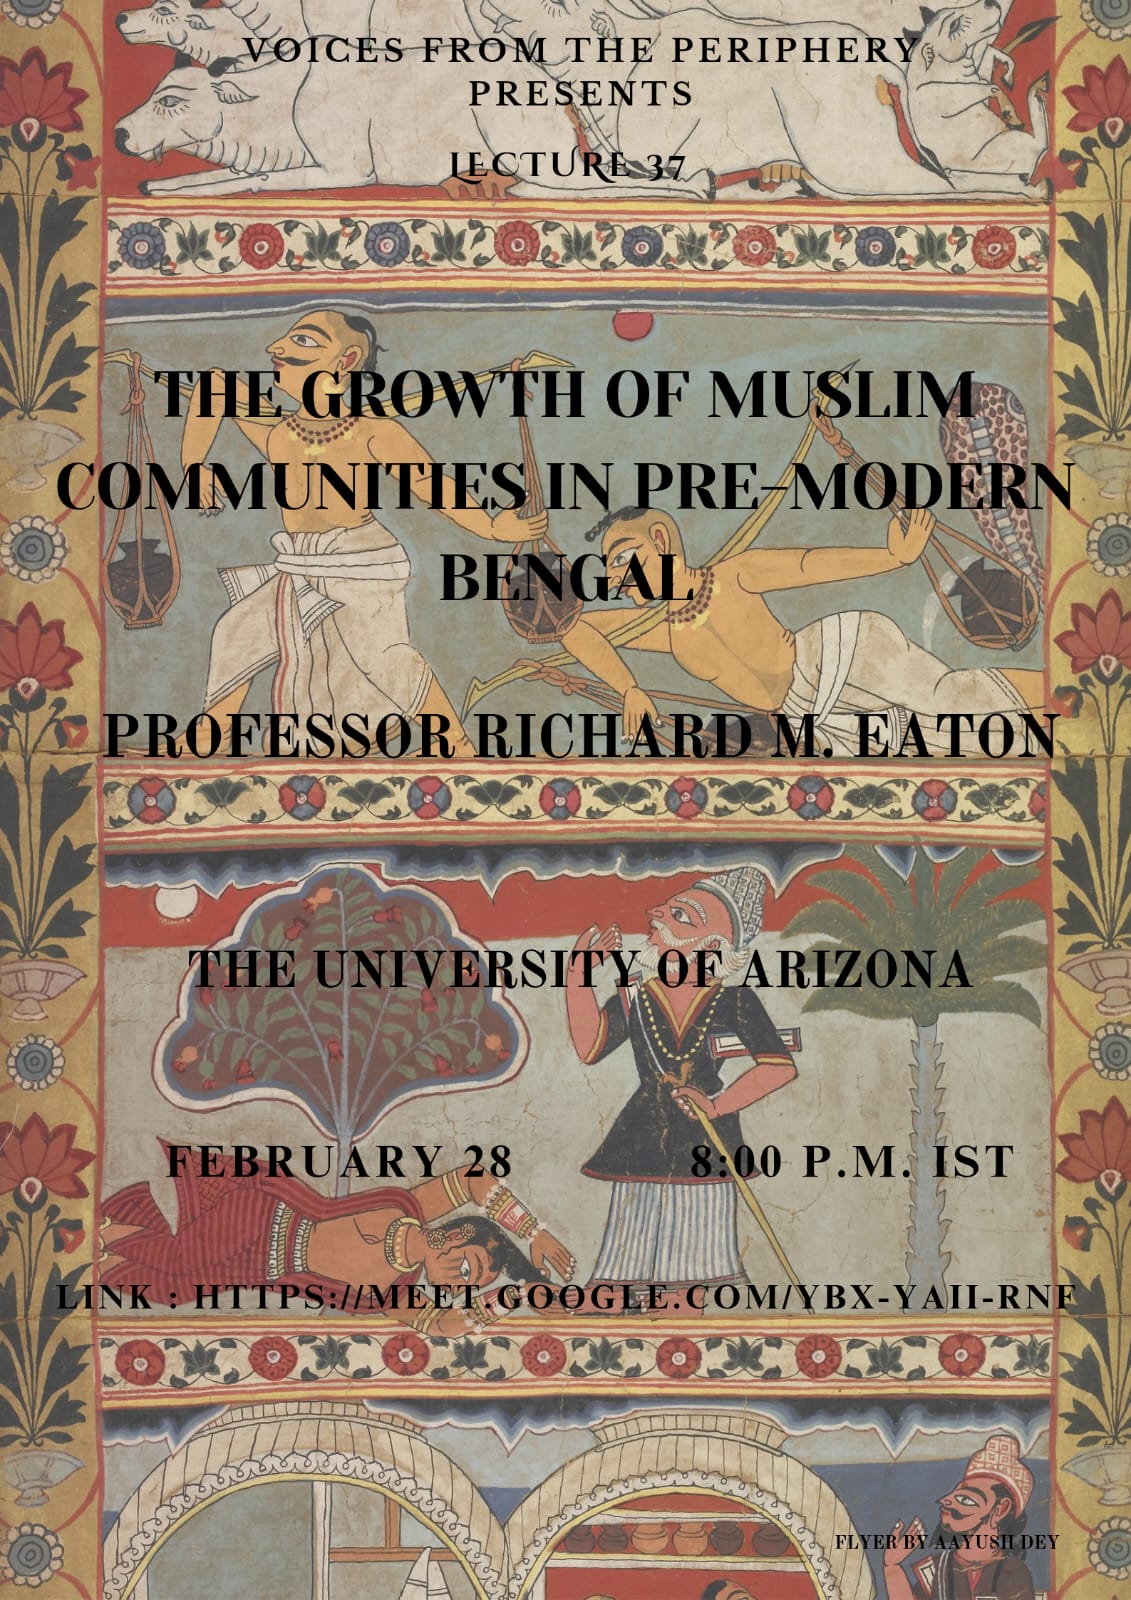 VOICES FROM THE PERIPHERY
PRESENTS
LECTURE 37
THE GROWTH OF MUSLIM
COMMUNITIES IN PRE-MODERN
BENGAL
PROFESSOR RICHARD M. EATON
THE UNIVERSITY OF ARIZONA
FEBRUARY 28 8:00 P.M. IST
LINK : HTTPS://MEET.GOOGLE.COM/YBX-YAII-RNF
FLYER BY AAYUSH DEY